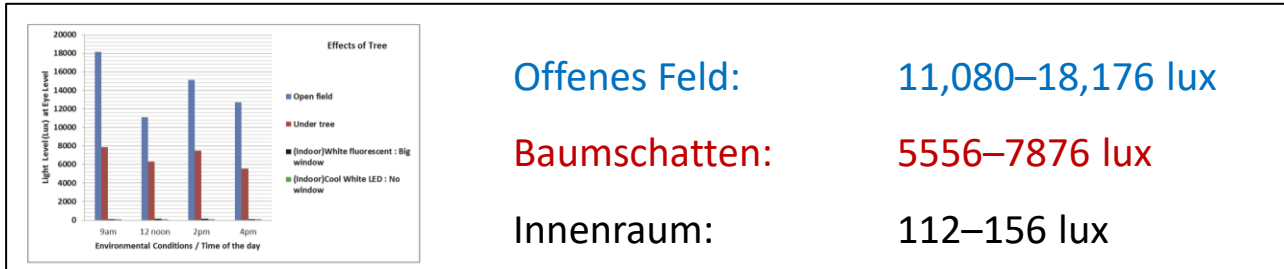 20000
18000
16000
14000
12000
10000
8000
6000
4000
2000
0
Light Level(Lux) at Eye Level
9am
12 noon
2pm
4pm
Environmental Conditions / Time of the day
Effects of Tree
Open field
Under tree
(Indoor)White fluorescent : Big
window
(Indoor)Cool White LED : No
window
Offenes Feld: 11,080–18,176 lux
Baumschatten: 5556–7876 lux
Innenraum: 112–156 lux